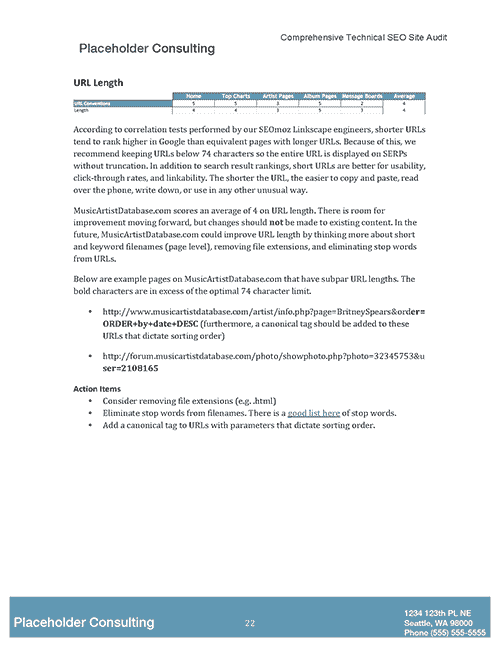 Comprehensive Technical SEO Site Audit
Placeholder Consulting
URL Length
Home Top Charts Artist Pages Album Pages Message Boards Average
URL Conventions 5 5 3 5 2 4
Length 4 4 3 5 3 4
According to correlation tests performed by our SEOmoz Linkscape engineers, shorter URLs
tend to rank higher in Google than equivalent pages with longer URLs. Because of this, we
recommend keeping URLs below 74 characters so the entire URL is displayed on SERPs
without truncation. In addition to search result rankings, short URLs are better for usability,
click-through rates, and linkability. The shorter the URL, the easier to copy and paste, read
over the phone, write down, or use in any other unusual way.
MusicArtistDatabase.com scores an average of 4 on URL length. There is room for
improvement moving forward, but changes should not be made to existing content. In the
future, MusicArtistDatabase.com could improve URL length by thinking more about short
and keyword filenames (page level), removing file extensions, and eliminating stop words
from URLs.
Below are example pages on MusicArtistDatabase.com that have subpar URL lengths. The
bold characters are in excess of the optimal 74 character limit.
• http://www.musicartistdatabase.com/artist/info.php?page=BritneySpears&order=
ORDER+by+date+DESC (furthermore, a canonical tag should be added to these
URLs that dictate sorting order)
• http://forum.musicartistdatabase.com/photo/showphoto.php?photo=32345753&u
ser=2108165
Action Items
• Consider removing file extensions (e.g. .html)
• Eliminate stop words from filenames. There is a good list here of stop words.
• Add a canonical tag to URLs with parameters that dictate sorting order.
Placeholder Consulting
22
1234 123th PL NE
Seattle, WA 98000
Phone (555) 555-5555